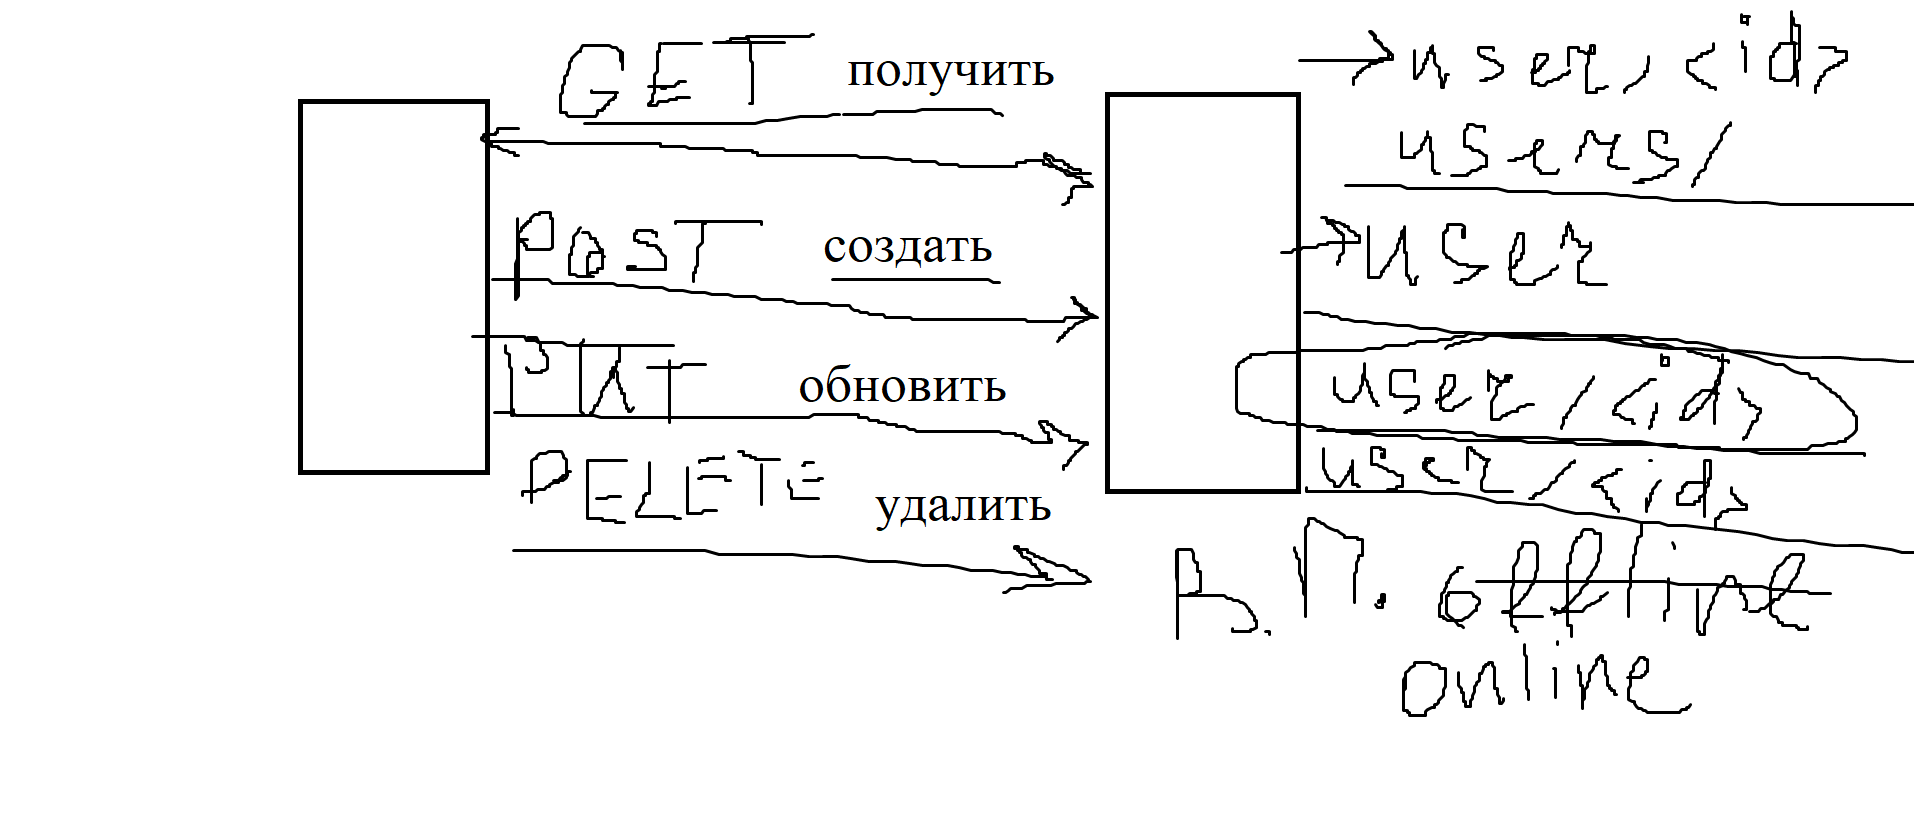 GET получить
→ user/<id>
users/
POST создать
→ user
PUT обновить
user/<id>
DELETE удалить
user/<id>
В.П. offline
online